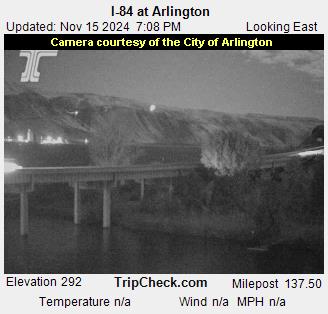 I-84 at Arlington
Updated: Nov 15 2024 7:08 PM Looking East
Camera courtesy of the City of Arlington
Elevation 292 TripCheck.com Milepost 137.50
Temperature n/a Wind n/a MPH n/a